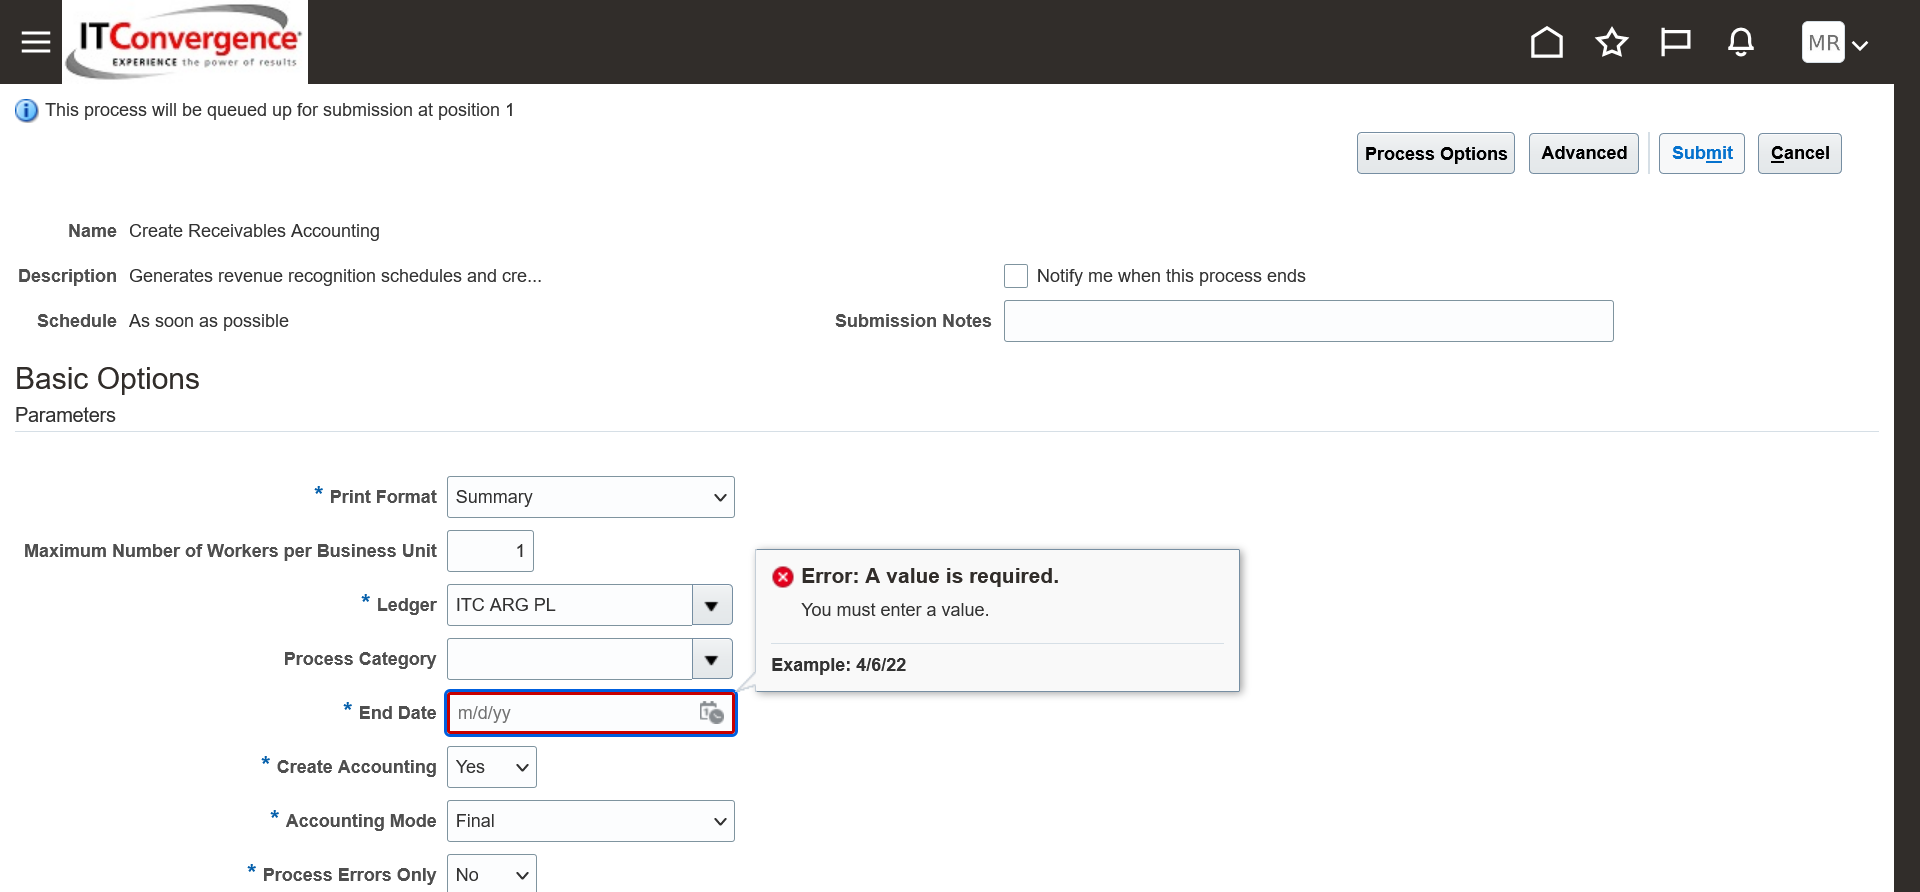 ITConvergence
EXPERIENCE the power of results
MR
This process will be queued up for submission at position 1
Process Options
Advanced
Submit
Cancel
Name Create Receivables Accounting
Description Generates revenue recognition schedules and cre...
Notify me when this process ends
Schedule As soon as possible
Submission Notes
Basic Options
Parameters
* Print Format Summary
Maximum Number of Workers per Business Unit 1
Error: A value is required.
You must enter a value.
Example: 4/6/22
* Ledger ITC ARG PL
Process Category
* End Date m/d/yy
* Create Accounting Yes
* Accounting Mode Final
* Process Errors Only No